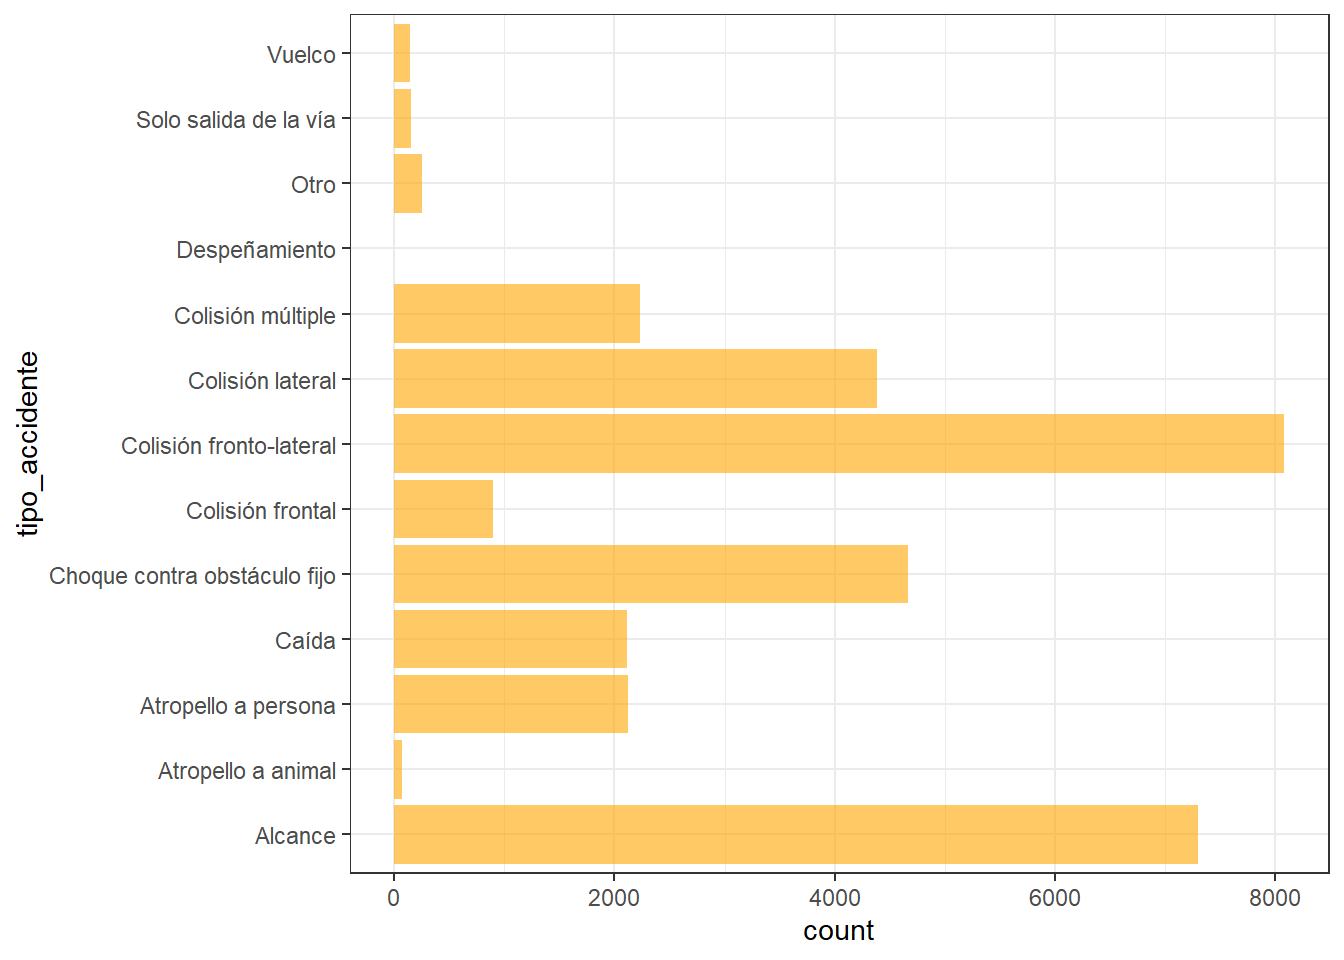 Vuelco
Solo salida de la vía
Otro
Despeñamiento
Colisión múltiple
Colisión lateral
Colisión fronto-lateral
Colisión frontal
Choque contra obstáculo fijo
Caída
Atropello a persona
Atropello a animal
Alcance
tipo_accidente
0 2000 4000 6000 8000
count